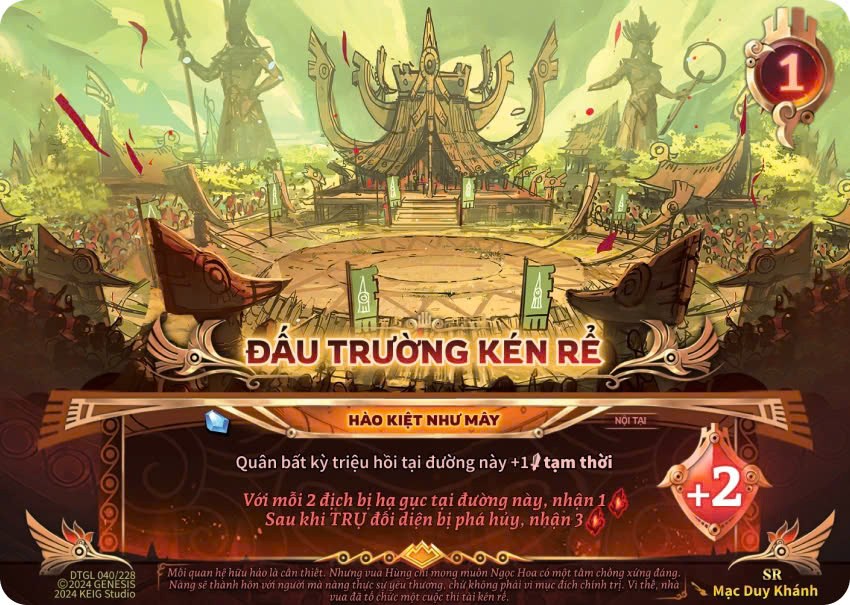 1
ĐẤU TRƯỜNG KÉN RỂ
HÀO KIỆT NHƯ MÂY
NỘI TẠI
Quân bất kỳ triệu hồi tại đường này +1 tạm thời
+2
Với mỗi 2 địch bị hạ gục tại đường này, nhận 1
Sau khi TRỤ đối diện bị phá hủy, nhận 3
DTGL 040/228
©2024 GENESIS
2024 KEIG Studio
Mối quan hệ hữu hảo là cần thiết. Nhưng vua Hùng chỉ mong muốn Ngọc Hoa có một tấm chồng xứng đáng.
Nàng sẽ thành hôn với người mà nàng thực sự yêu thương, chứ không phải vì mục đích chính trị. Vì thế, nhà
vua đã tổ chức một cuộc thi tài kén rể.
SR
Mạc Duy Khánh